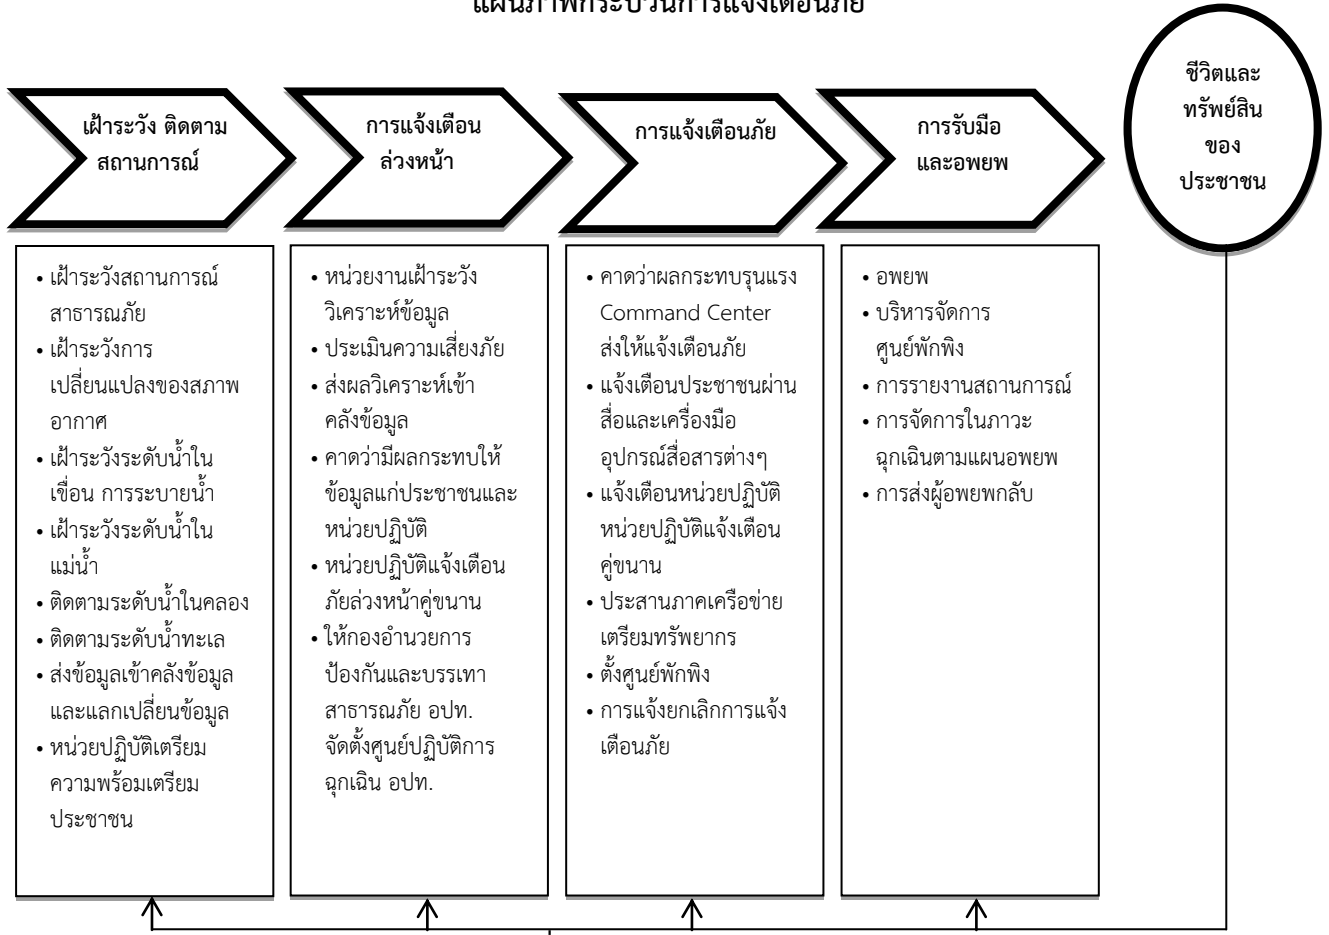 แผนภาพกระบวนการแจ้งเตือนภัย
เฝ้าระวัง ติดตาม
สถานการณ์
การแจ้งเตือน
ล่วงหน้า
การแจ้งเตือนภัย
การรับมือ
และอพยพ
ชีวิตและ
ทรัพย์สิน
ของ
ประชาชน
• เฝ้าระวังสถานการณ์
สาธารณภัย
• เฝ้าระวังการ
เปลี่ยนแปลงของสภาพ
อากาศ
• เฝ้าระวังระดับน้ำใน
เขื่อน การระบายน้ำ
• เฝ้าระวังระดับน้ำใน
แม่น้ำ
• ติดตามระดับน้ำในคลอง
• ติดตามระดับน้ำทะเล
• ส่งข้อมูลเข้าคลังข้อมูล
และแลกเปลี่ยนข้อมูล
• หน่วยปฏิบัติเตรียม
ความพร้อมเตรียม
ประชาชน
• หน่วยงานเฝ้าระวัง
วิเคราะห์ข้อมูล
• ประเมินความเสี่ยงภัย
• ส่งผลวิเคราะห์เข้า
คลังข้อมูล
• คาดว่ามีผลกระทบให้
ข้อมูลแก่ประชาชนและ
หน่วยปฏิบัติ
• หน่วยปฏิบัติแจ้งเตือน
ภัยล่วงหน้าคู่ขนาน
• ให้กองอำนวยการ
ป้องกันและบรรเทา
สาธารณภัย อปท.
จัดตั้งศูนย์ปฏิบัติการ
ฉุกเฉิน อปท.
• คาดว่าผลกระทบรุนแรง
Command Center
ส่งให้แจ้งเตือนภัย
• แจ้งเตือนประชาชนผ่าน
สื่อและเครื่องมือ
อุปกรณ์สื่อสารต่างๆ
• แจ้งเตือนหน่วยปฏิบัติ
หน่วยปฏิบัติแจ้งเตือน
คู่ขนาน
• ประสานภาคเครือข่าย
เตรียมทรัพยากร
• ตั้งศูนย์พักพิง
• การแจ้งยกเลิกการแจ้ง
เตือนภัย
• อพยพ
• บริหารจัดการ
ศูนย์พักพิง
• การรายงานสถานการณ์
• การจัดการในภาวะ
ฉุกเฉินตามแผนอพยพ
• การส่งผู้อพยพกลับ